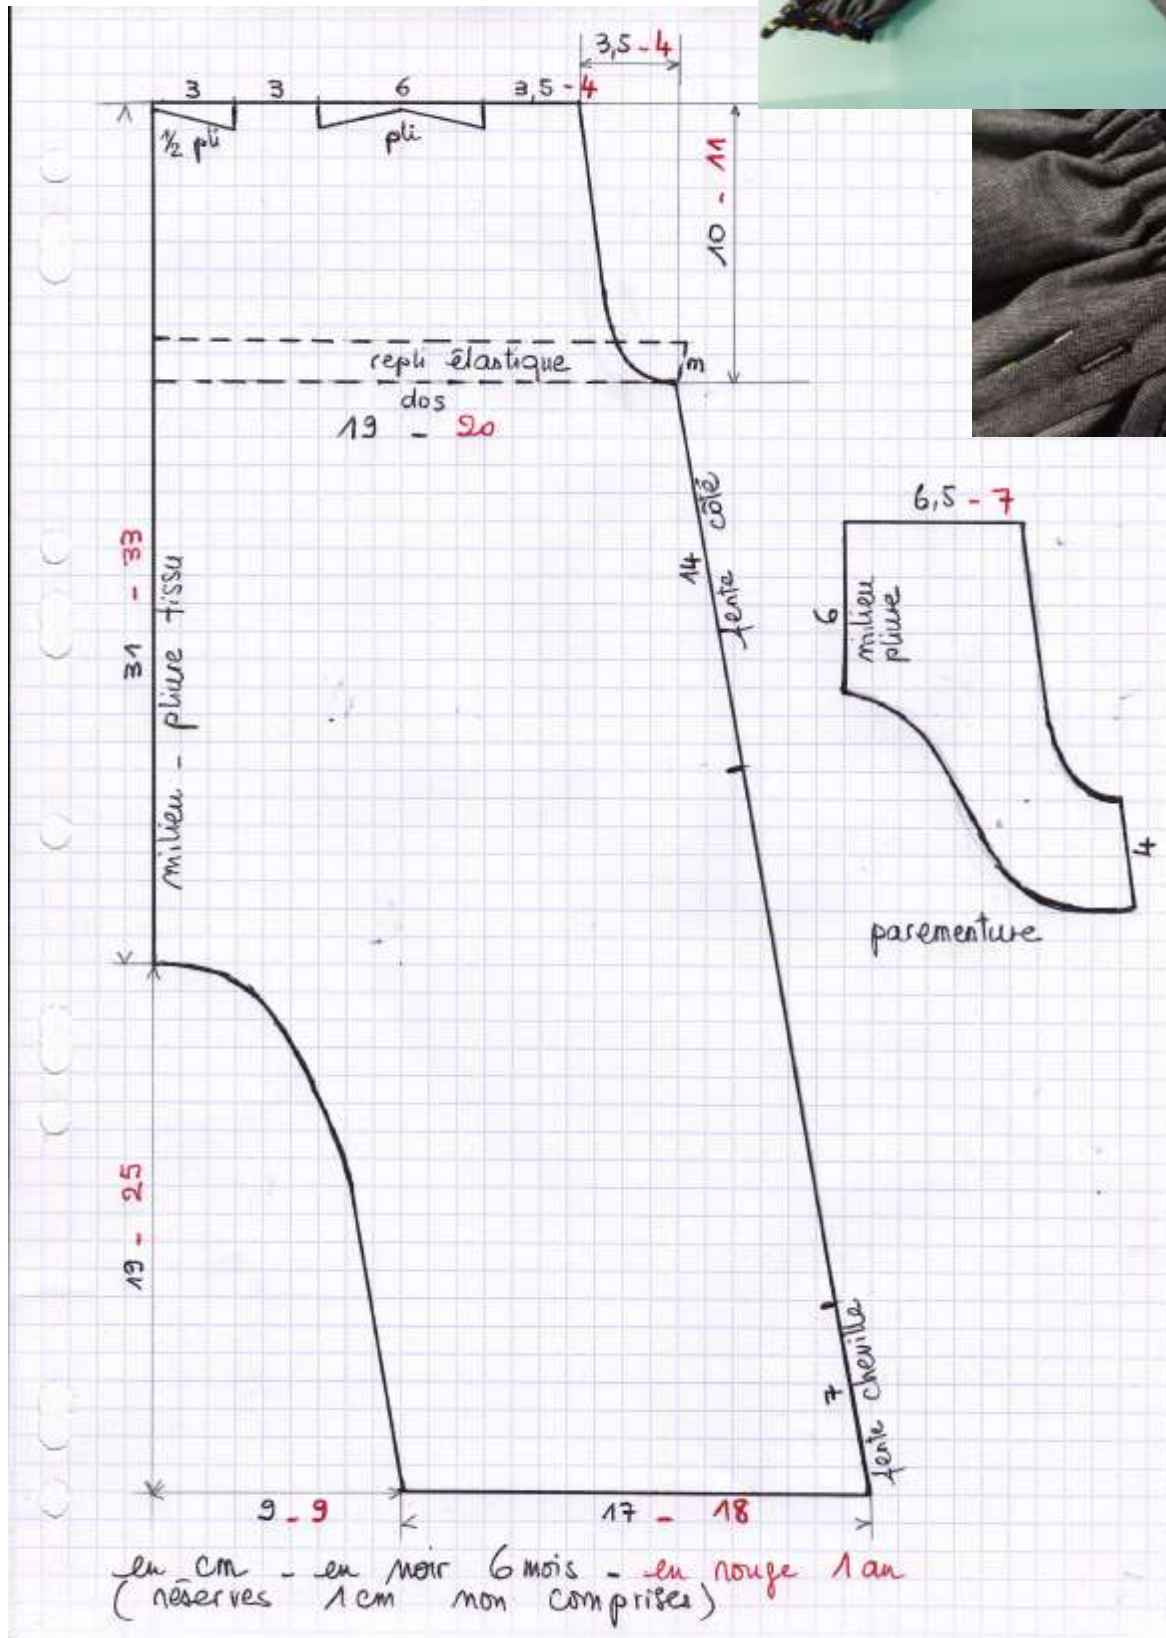 3,5 - 4
3 3 6 3,5 - 4
1/2 pli
pli
10 - 11
repli élastique
m
dos
19 - 20
31 - 33
milieu - pliure tissu
14
fente côté
6,5 - 7
6
milieu
pliure
4
parementure
19 - 25
7
fente cheville
9 - 9
17 - 18
en cm - en noir 6 mois - en rouge 1 an
(réserves 1 cm non comprises)